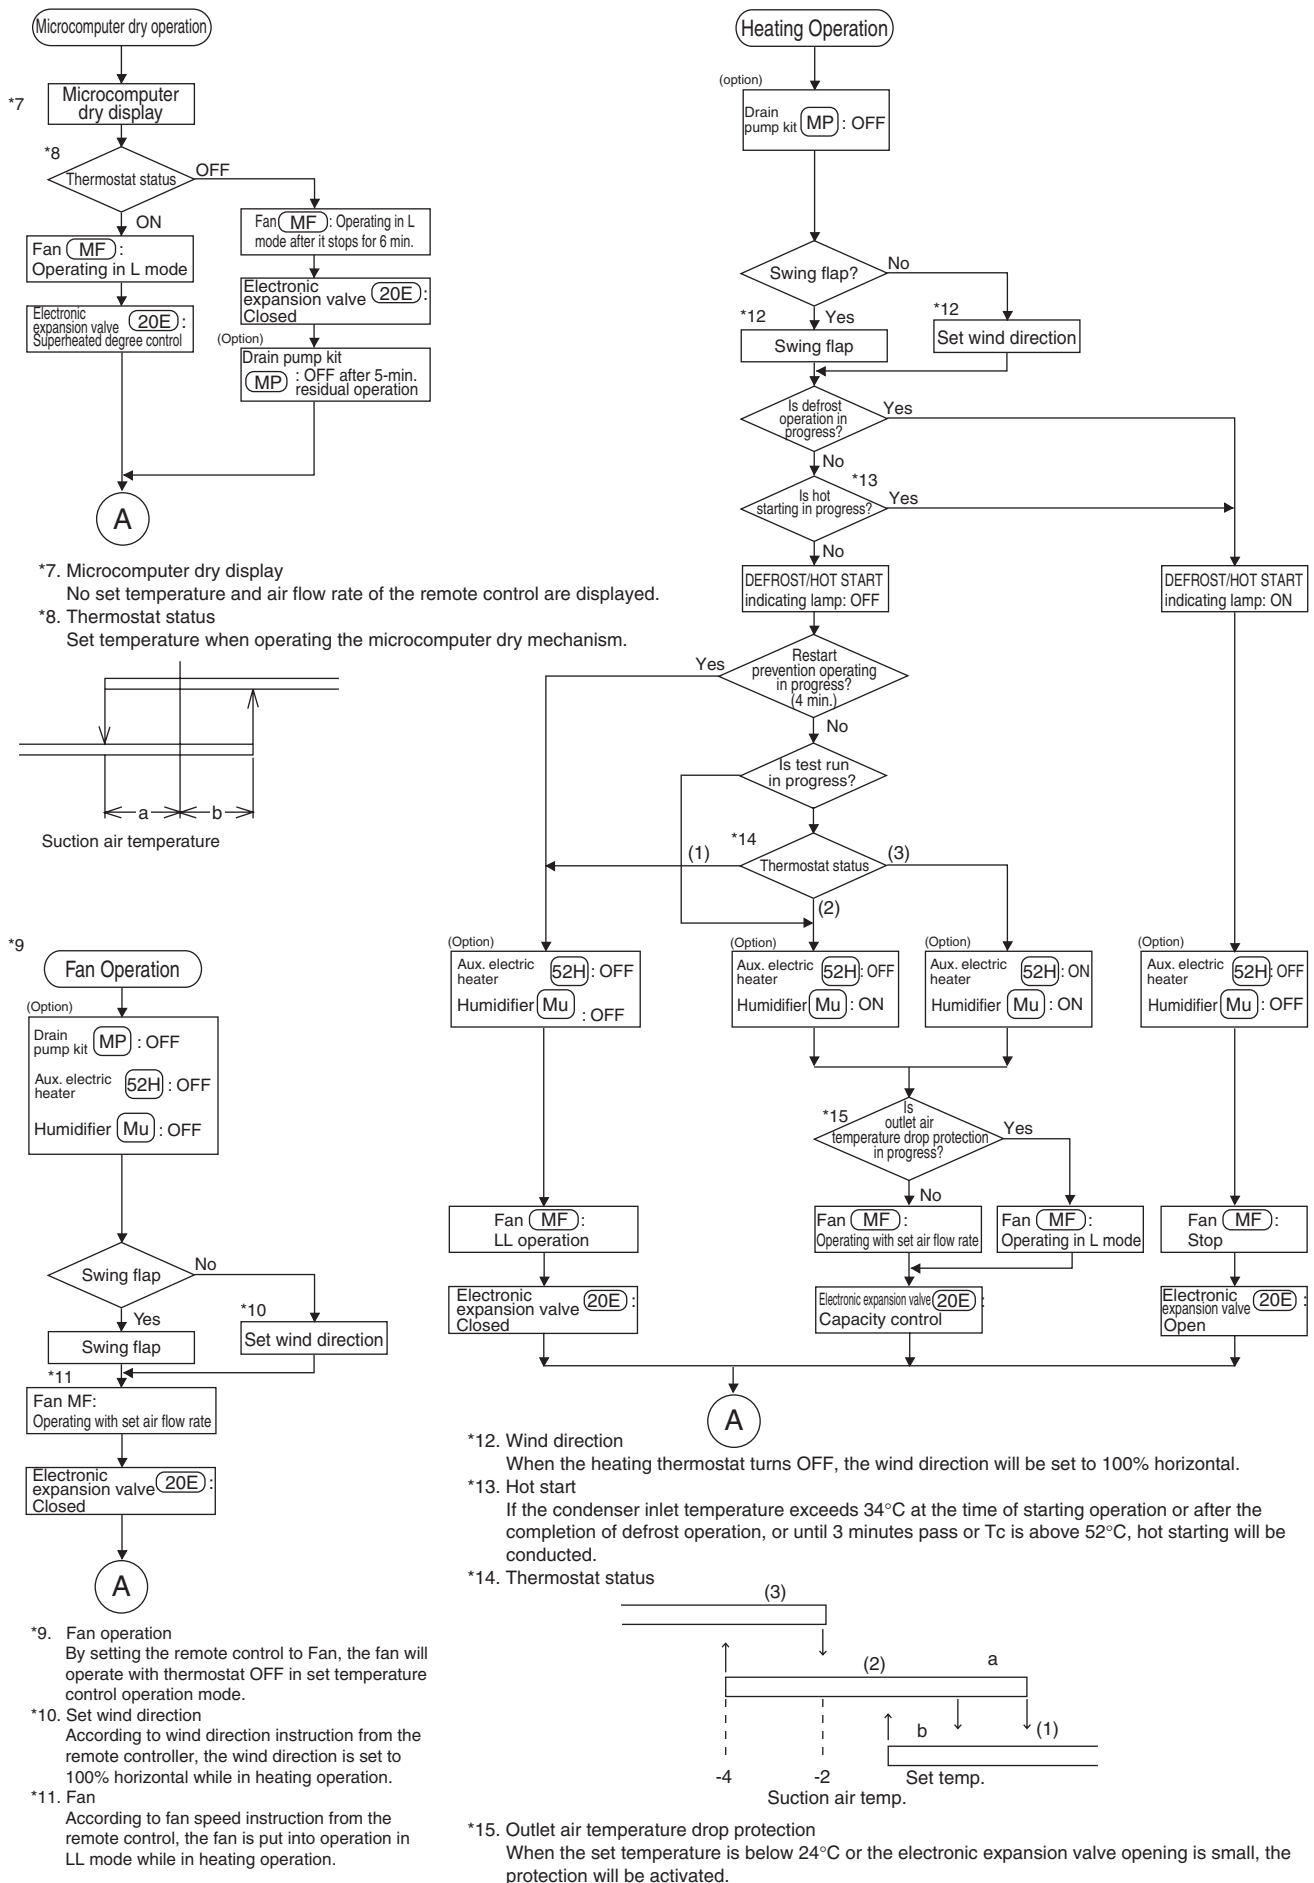 Microcomputer dry operation
*7
Microcomputer
dry display
*8
Thermostat status
OFF
ON
Fan MF :
Operating in L mode
Electronic
expansion valve 20E :
Superheated degree control
Fan MF : Operating in L
mode after it stops for 6 min.
Electronic
expansion valve 20E :
Closed
(Option)
Drain pump kit
MP : OFF after 5-min.
residual operation
A
*7. Microcomputer dry display
No set temperature and air flow rate of the remote control are displayed.
*8. Thermostat status
Set temperature when operating the microcomputer dry mechanism.
a
b
Suction air temperature
*9
Fan Operation
(Option)
Drain
pump kit MP : OFF
Aux. electric
heater 52H : OFF
Humidifier Mu : OFF
Swing flap
No
Yes
*10
Swing flap
Set wind direction
*11
Fan MF:
Operating with set air flow rate
Electronic
expansion valve 20E :
Closed
A
*9. Fan operation
By setting the remote control to Fan, the fan will
operate with thermostat OFF in set temperature
control operation mode.
*10. Set wind direction
According to wind direction instruction from the
remote controller, the wind direction is set to
100% horizontal while in heating operation.
*11. Fan
According to fan speed instruction from the
remote control, the fan is put into operation in
LL mode while in heating operation.
Heating Operation
(option)
Drain
pump kit MP : OFF
Swing flap?
No
*12
Yes
*12
Swing flap
Set wind direction
Is defrost
operation in
progress?
Yes
No
*13
Is hot
starting in progress?
Yes
No
DEFROST/HOT START
indicating lamp: OFF
DEFROST/HOT START
indicating lamp: ON
Restart
prevention operating
in progress?
(4 min.)
Yes
No
Is test run
in progress?
*14
Thermostat status
(1)
(3)
(2)
(Option)
Aux. electric
heater 52H : OFF
Humidifier Mu : OFF
(Option)
Aux. electric
heater 52H : OFF
Humidifier Mu : ON
(Option)
Aux. electric
heater 52H : ON
Humidifier Mu : ON
(Option)
Aux. electric
heater 52H : OFF
Humidifier Mu : OFF
*15
Is
outlet air
temperature drop protection
in progress?
Yes
No
Fan MF :
LL operation
Fan MF :
Operating with set air flow rate
Fan MF :
Operating in L mode
Fan MF :
Stop
Electronic
expansion valve 20E :
Closed
Electronic expansion valve 20E :
Capacity control
Electronic
expansion valve 20E :
Open
A
*12. Wind direction
When the heating thermostat turns OFF, the wind direction will be set to 100% horizontal.
*13. Hot start
If the condenser inlet temperature exceeds 34°C at the time of starting operation or after the
completion of defrost operation, or until 3 minutes pass or Tc is above 52°C, hot starting will be
conducted.
*14. Thermostat status
(3)
(2)
a
b
(1)
-4
-2
Set temp.
Suction air temp.
*15. Outlet air temperature drop protection
When the set temperature is below 24°C or the electronic expansion valve opening is small, the
protection will be activated.